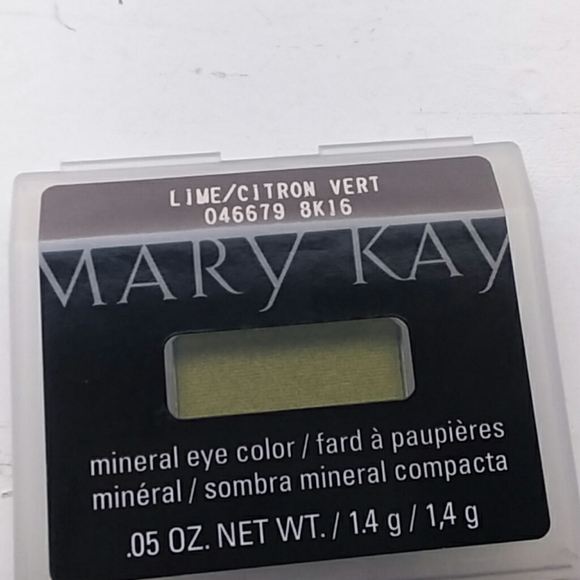 LIME/CITRON VERT
046679 8K16
MARY KAY
mineral eye color / fard à paupières
minéral / sombra mineral compacta
.05 OZ. NET WT. / 1.4 g / 1,4 g